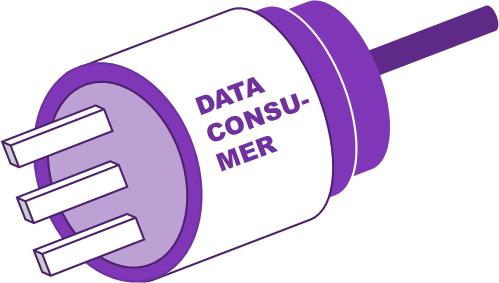 DATA
CONSU-
MER